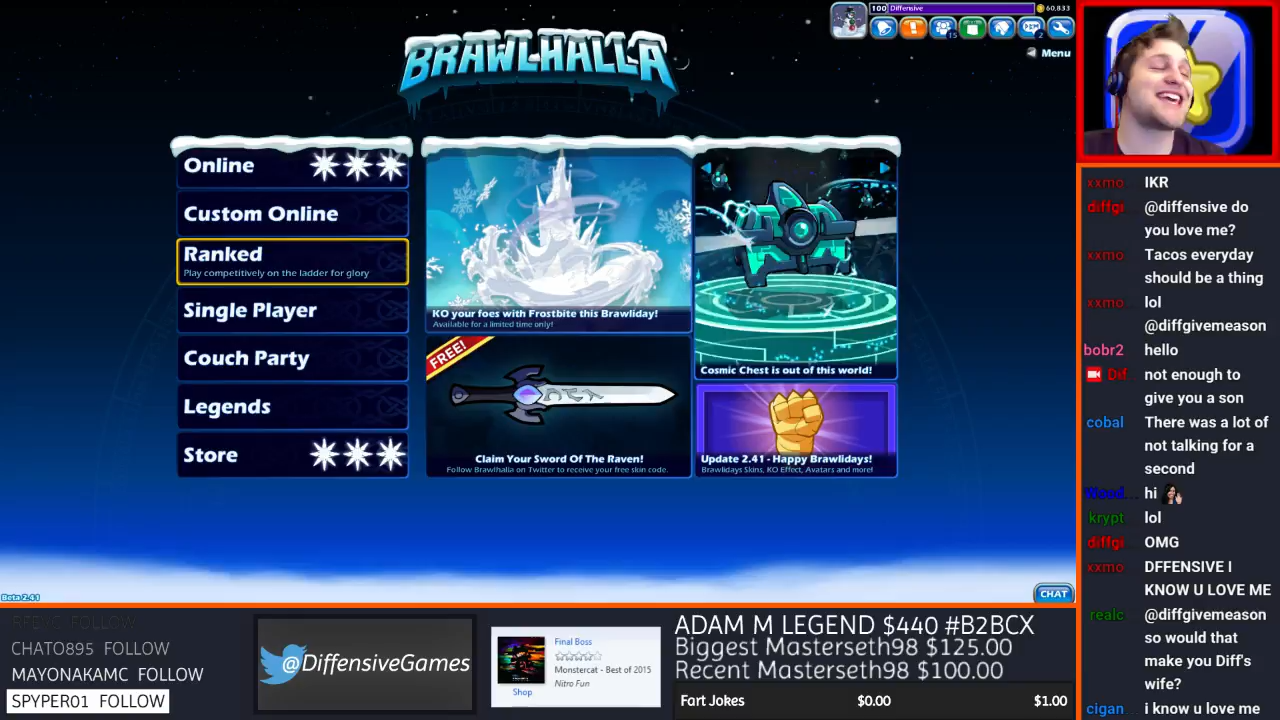 100 Diffensive 60,833
15 2
Menu
BRAWLHALLA
Online
Custom Online
Ranked
Play competitively on the ladder for glory
Single Player
Couch Party
Legends
Store
KO your foes with Frostbite this Brawliday!
Available for a limited time only!
FREE!
Claim Your Sword Of The Raven!
Follow Brawlhalla on Twitter to receive your free skin code.
Cosmic Chest is out of this world!
Update 2.41 - Happy Brawlidays!
Brawlidays Skins, KO Effect, Avatars and more!
Beta 2.41
CHAT
xxmo IKR
diffgi @diffensive do
you love me?
xxmo Tacos everyday
should be a thing
xxmo lol
@diffgivemeason
bobr2 hello
Dif. not enough to
give you a son
cobal There was a lot of
not talking for a
second
Wood... hi
krypt lol
diffgi OMG
xxmo DFFENSIVE I
KNOW U LOVE ME
realc @diffgivemeason
so would that
make you Diff's
wife?
cigan i know u love me
FOLLOW
CHATO895 FOLLOW
MAYONAKAMC FOLLOW
SPYPER01 FOLLOW
@DiffensiveGames
Final Boss
Monstercat - Best of 2015
Nitro Fun
Shop
ADAM M LEGEND $440 #B2BCX
Biggest Masterseth98 $125.00
Recent Masterseth98 $100.00
Fart Jokes $0.00 $1.00